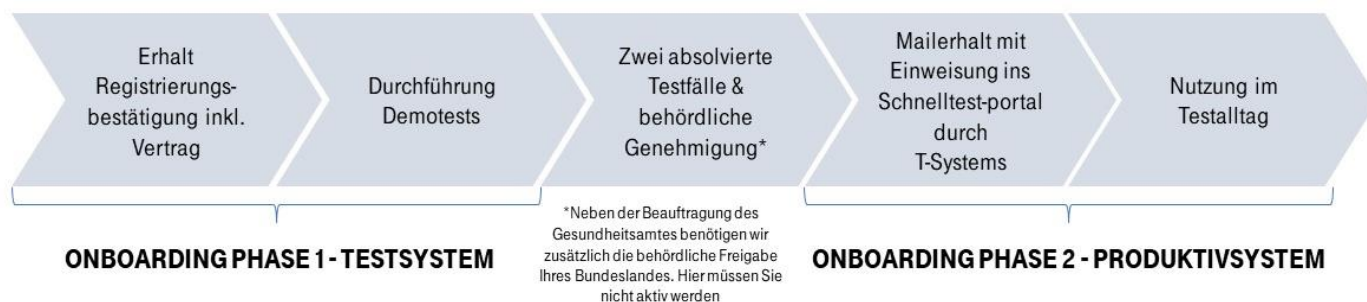 Erhalt
Registrierungs-
bestätigung inkl.
Vertrag
Durchführung
Demotests
Zwei absolvierte
Testfälle &
behördliche
Genehmigung*
Mailerhalt mit
Einweisung ins
Schnelltest-portal
durch
T-Systems
Nutzung im
Testalltag
ONBOARDING PHASE 1 - TESTSYSTEM
*Neben der Beauftragung des
Gesundheitsamtes benötigen wir
zusätzlich die behördliche Freigabe
Ihres Bundeslandes. Hier müssen Sie
nicht aktiv werden
ONBOARDING PHASE 2 - PRODUKTIVSYSTEM